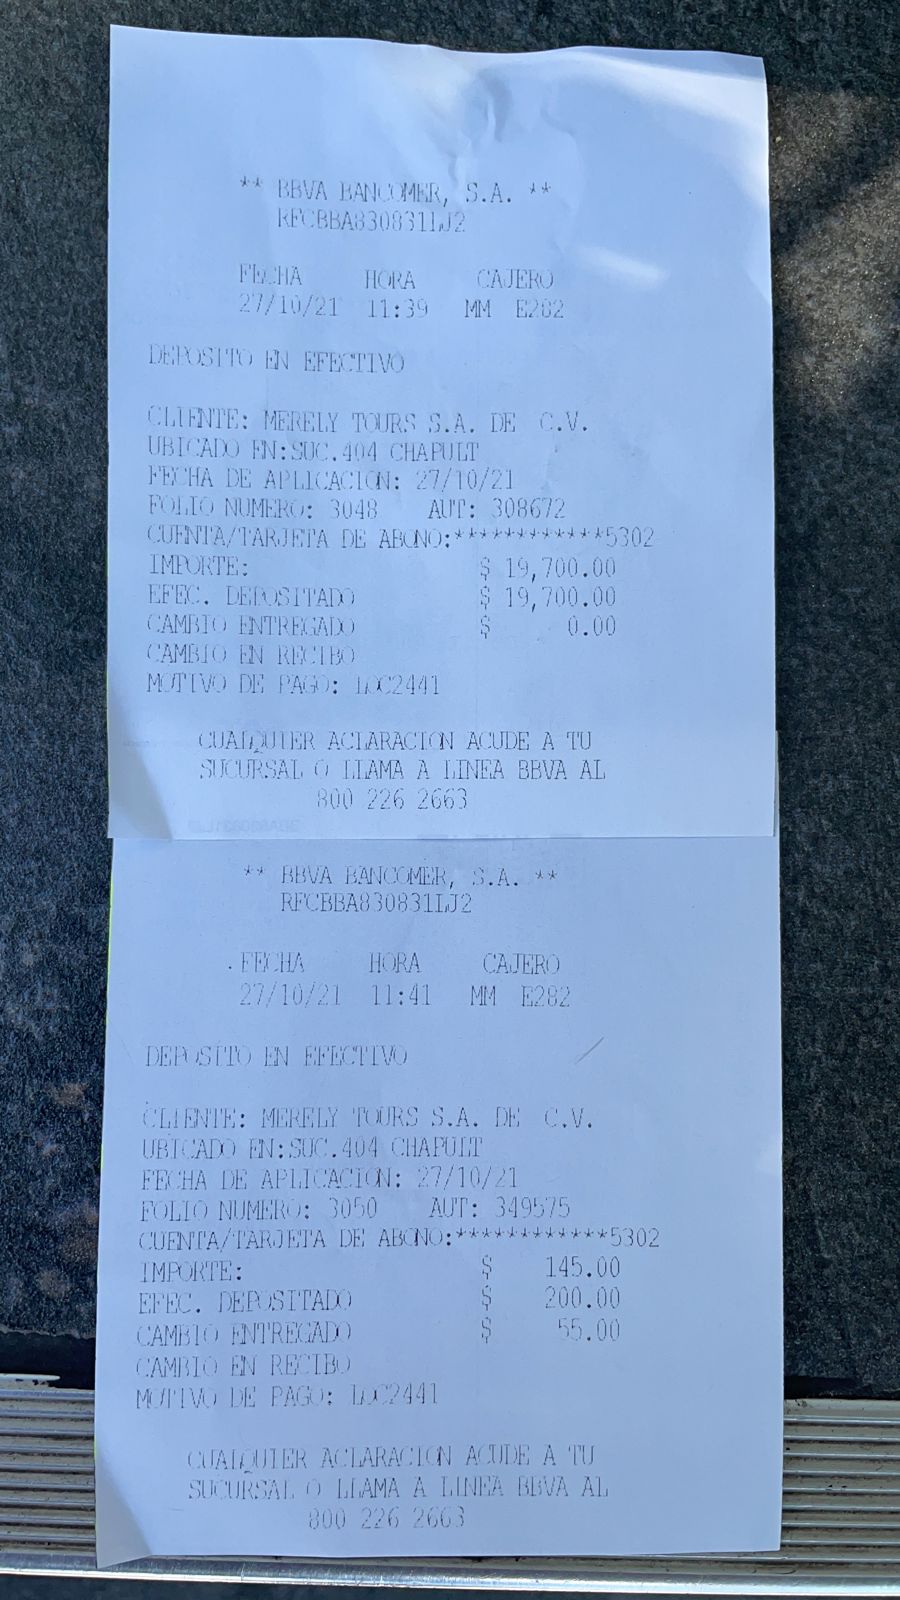 ** BBVA BANCOMER, S.A. **
RFCBBA830831LJ2
FECHA HORA CAJERO
27/10/21 11:39 MM E282
DEPOSITO EN EFECTIVO
CLIENTE: MERELY TOURS S.A. DE C.V.
UBICADO EN:SUC.404 CHAPULT
FECHA DE APLICACION: 27/10/21
FOLIO NUMERO: 3048 AUT: 308672
CUENTA/TARJETA DE ABONO:************5302
IMPORTE: $ 19,700.00
EFEC. DEPOSITADO $ 19,700.00
CAMBIO ENTREGADO $ 0.00
CAMBIO EN RECIBO
MOTIVO DE PAGO: LOC2441
CUALQUIER ACLARACION ACUDE A TU
SUCURSAL O LLAMA A LINEA BBVA AL
800 226 2663
** BBVA BANCOMER, S.A. **
RFCBBA830831LJ2
FECHA HORA CAJERO
27/10/21 11:41 MM E282
DEPOSITO EN EFECTIVO
CLIENTE: MERELY TOURS S.A. DE C.V.
UBICADO EN:SUC.404 CHAPULT
FECHA DE APLICACION: 27/10/21
FOLIO NUMERO: 3050 AUT: 349575
CUENTA/TARJETA DE ABONO:************5302
IMPORTE: $ 145.00
EFEC. DEPOSITADO $ 200.00
CAMBIO ENTREGADO $ 55.00
CAMBIO EN RECIBO
MOTIVO DE PAGO: LOC2441
CUALQUIER ACLARACION ACUDE A TU
SUCURSAL O LLAMA A LINEA BBVA AL
800 226 2663